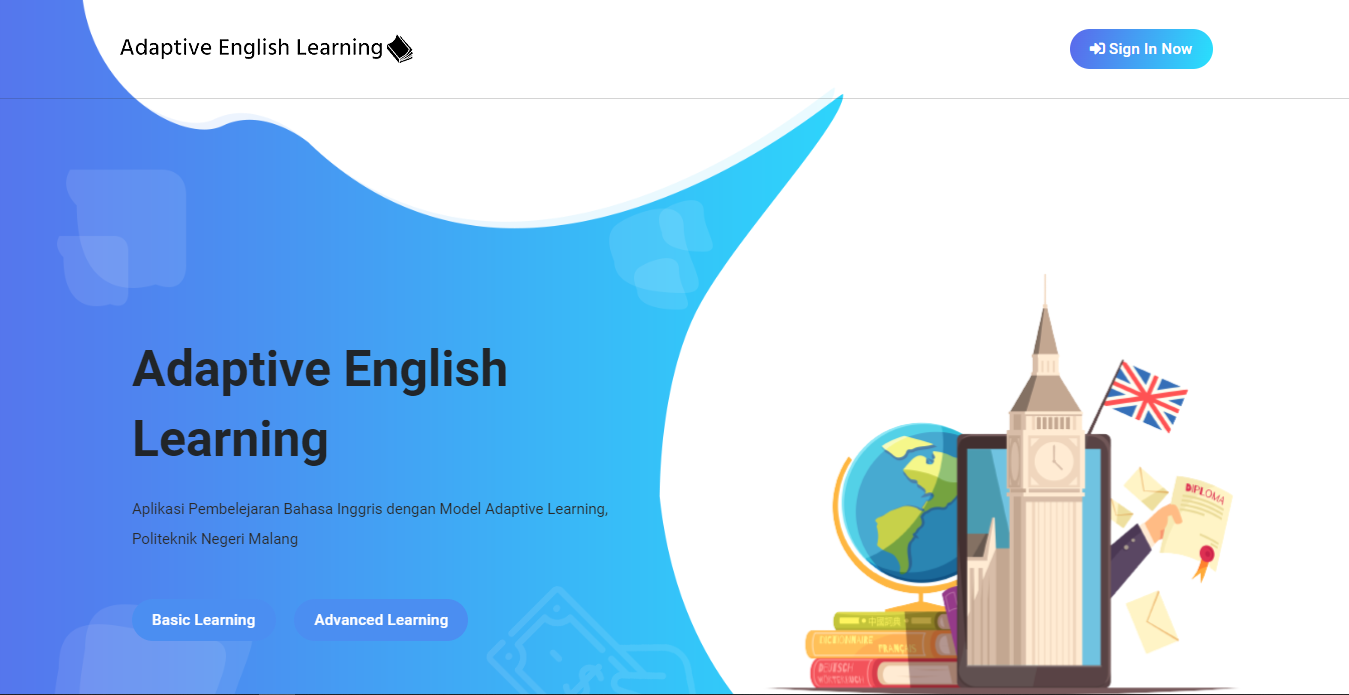 Adaptive English Learning
Sign In Now
Adaptive English
Learning
Aplikasi Pembelejaran Bahasa Inggris dengan Model Adaptive Learning,
Politeknik Negeri Malang
Basic Learning
Advanced Learning
DIPLOMA
DICTIONNAIRE
FRANÇAIS
DEUTSCH
WÖRTERBUCH